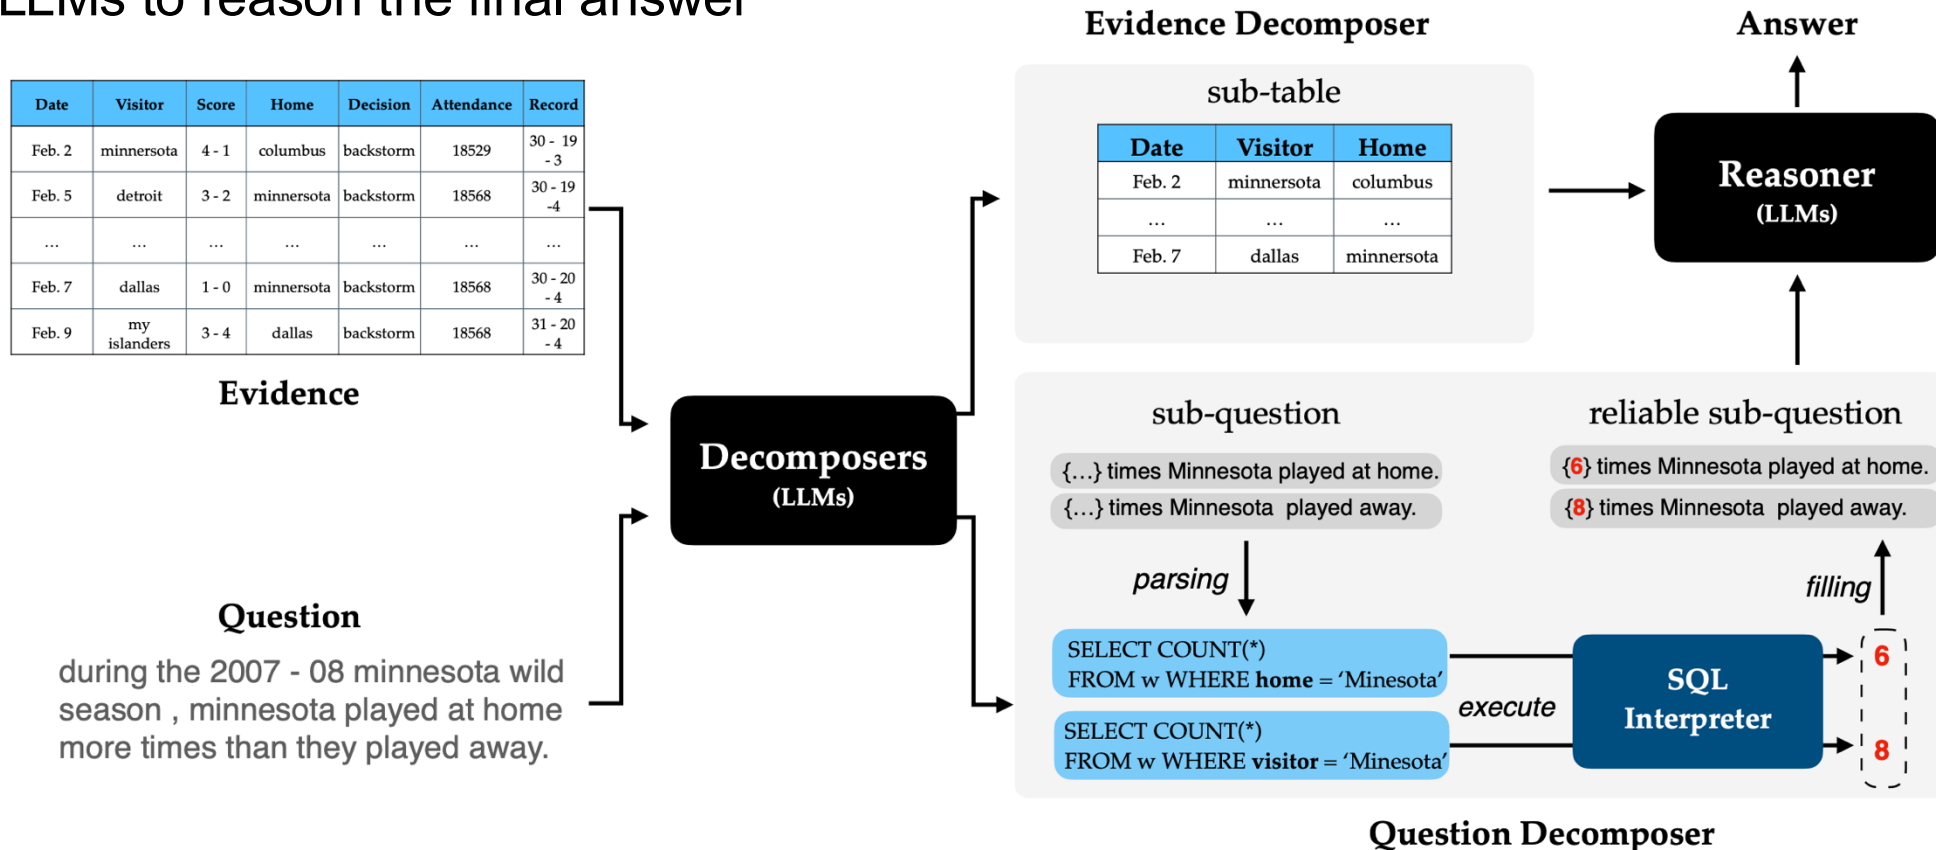 LLMs to reason the final answer
Date Visitor Score Home Decision Attendance Record
Feb. 2 minnersota 4 - 1 columbus backstorm 18529 30 - 19 - 3
Feb. 5 detroit 3 - 2 minnersota backstorm 18568 30 - 19 -4
... ... ... ... ... ... ...
Feb. 7 dallas 1 - 0 minnersota backstorm 18568 30 - 20 - 4
Feb. 9 my islanders 3 - 4 dallas backstorm 18568 31 - 20 - 4
Evidence
Question
during the 2007 - 08 minnesota wild
season , minnesota played at home
more times than they played away.
Decomposers
(LLMs)
Evidence Decomposer
sub-table
Date Visitor Home
Feb. 2 minnersota columbus
... ... ...
Feb. 7 dallas minnersota
Answer
Reasoner
(LLMs)
sub-question
{...} times Minnesota played at home.
{...} times Minnesota played away.
parsing
SELECT COUNT(*)
FROM w WHERE home = ‘Minesota’
SELECT COUNT(*)
FROM w WHERE visitor = ‘Minesota’
execute
SQL
Interpreter
6
8
filling
reliable sub-question
{6} times Minnesota played at home.
{8} times Minnesota played away.
Question Decomposer